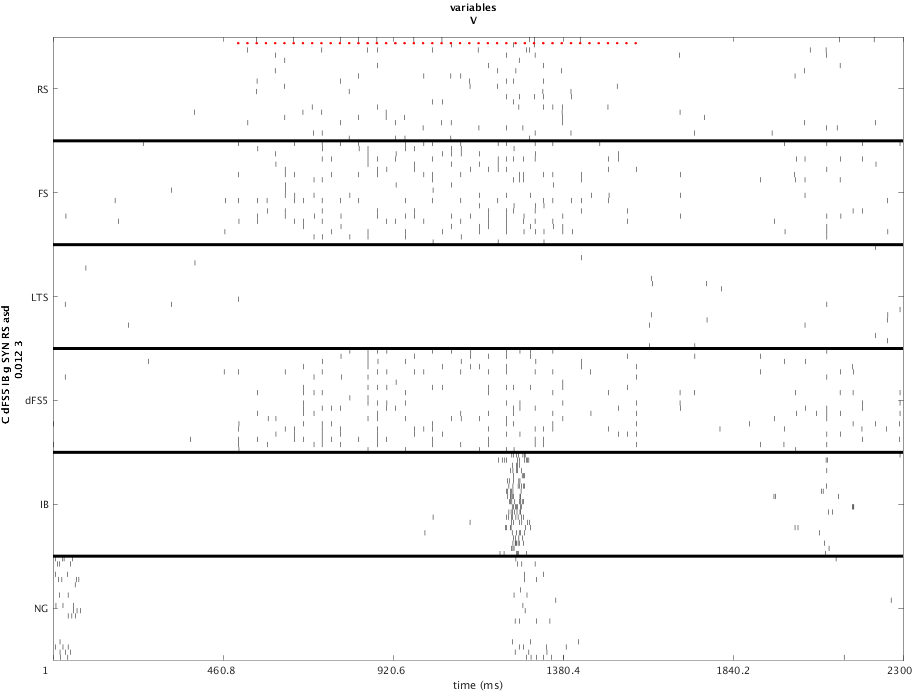 variables
V
RS
FS
LTS
dFS5
IB
NG
C dFS5 IB g SYN RS asd
0.012 3
1
460.8
920.6
1380.4
1840.2
2300
time (ms)